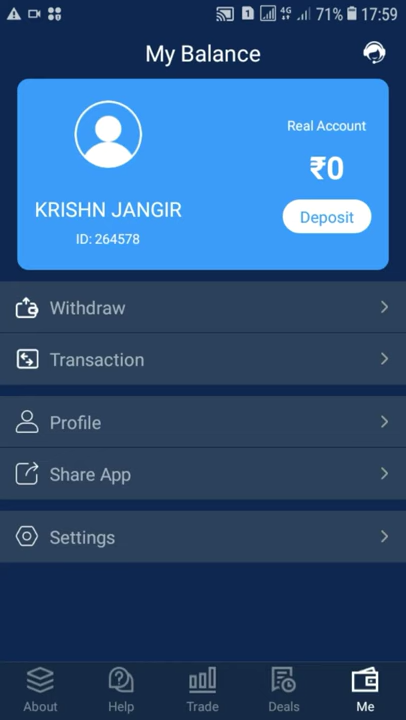 4G 71% 17:59
My Balance
Real Account
₹0
KRISHN JANGIR
Deposit
ID: 264578
Withdraw
Transaction
Profile
Share App
Settings
About Help Trade Deals Me